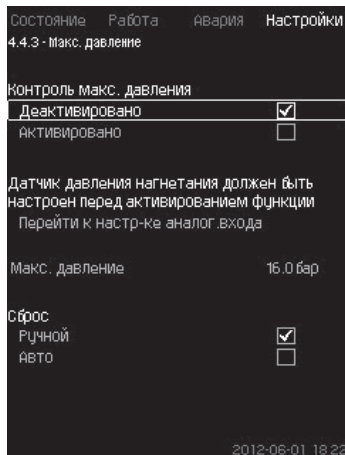 Состояние Работа Авария Настройки
4.4.3 - Макс. давление
Контроль макс. давления
Деактивировано
Активировано
Датчик давления нагнетания должен быть
настроен перед активированием функции
Перейти к настр-ке аналог.входа
Макс. давление 16.0 бар
Сброс
Ручной
Авто
2012-06-01 18:22